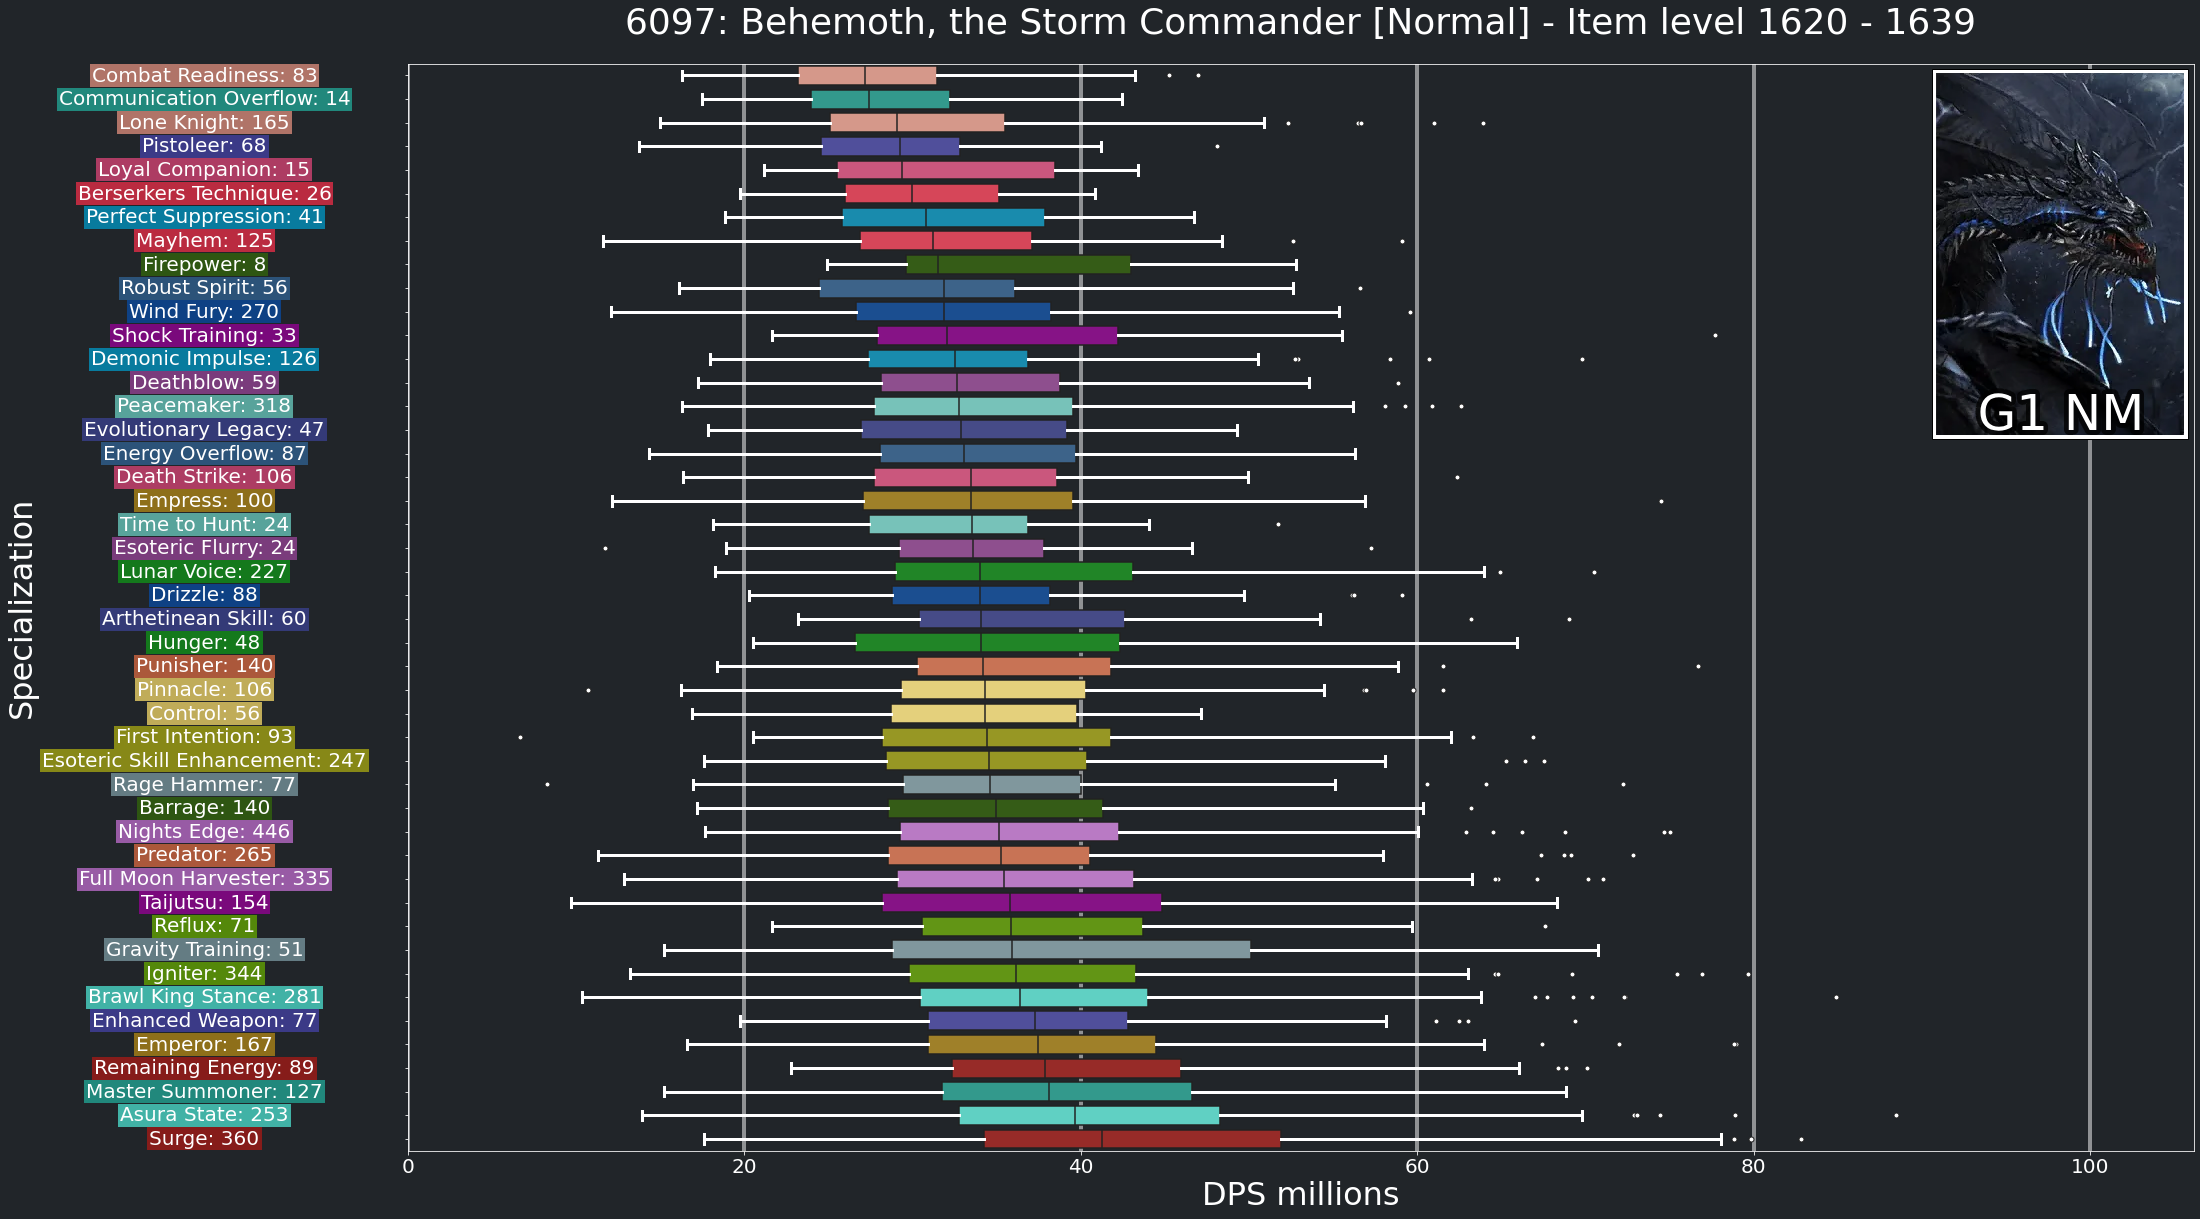 6097: Behemoth, the Storm Commander [Normal] - Item level 1620 - 1639
Combat Readiness: 83
Communication Overflow: 14
Lone Knight: 165
Pistoleer: 68
Loyal Companion: 15
Berserkers Technique: 26
Perfect Suppression: 41
Mayhem: 125
Firepower: 8
Robust Spirit: 56
Wind Fury: 270
Shock Training: 33
Demonic Impulse: 126
Deathblow: 59
Peacemaker: 318
Evolutionary Legacy: 47
Energy Overflow: 87
Death Strike: 106
Empress: 100
Time to Hunt: 24
Esoteric Flurry: 24
Lunar Voice: 227
Drizzle: 88
Arthetinean Skill: 60
Hunger: 48
Punisher: 140
Pinnacle: 106
Control: 56
First Intention: 93
Esoteric Skill Enhancement: 247
Rage Hammer: 77
Barrage: 140
Nights Edge: 446
Predator: 265
Full Moon Harvester: 335
Taijutsu: 154
Reflux: 71
Gravity Training: 51
Igniter: 344
Brawl King Stance: 281
Enhanced Weapon: 77
Emperor: 167
Remaining Energy: 89
Master Summoner: 127
Asura State: 253
Surge: 360
Specialization
G1 NM
0 20 40 60 80 100
DPS millions